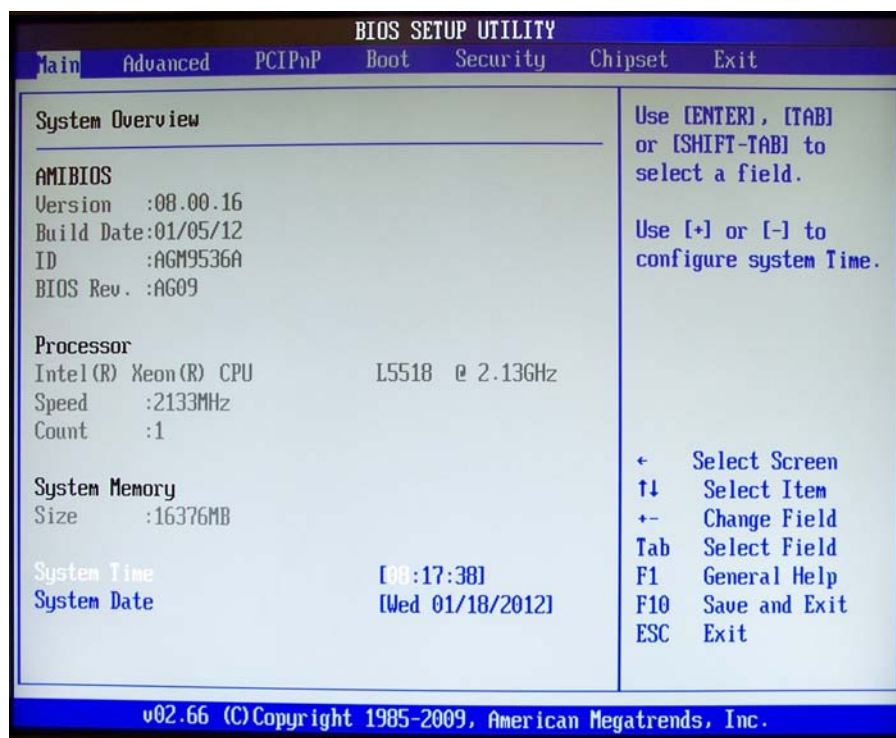 BIOS SETUP UTILITY
Main Advanced PCIPnP Boot Security Chipset Exit
System Overview
AMIBIOS
Version :08.00.16
Build Date:01/05/12
ID :AGM9536A
BIOS Rev. :AG09
Processor
Intel(R) Xeon(R) CPU L5518 @ 2.13GHz
Speed :2133MHz
Count :1
System Memory
Size :16376MB
System Time [08:17:38]
System Date [Wed 01/18/2012]
Use [ENTER], [TAB]
or [SHIFT-TAB] to
select a field.
Use [+] or [-] to
configure system Time.
← Select Screen
↑↓ Select Item
+- Change Field
Tab Select Field
F1 General Help
F10 Save and Exit
ESC Exit
v02.66 (C)Copyright 1985-2009, American Megatrends, Inc.